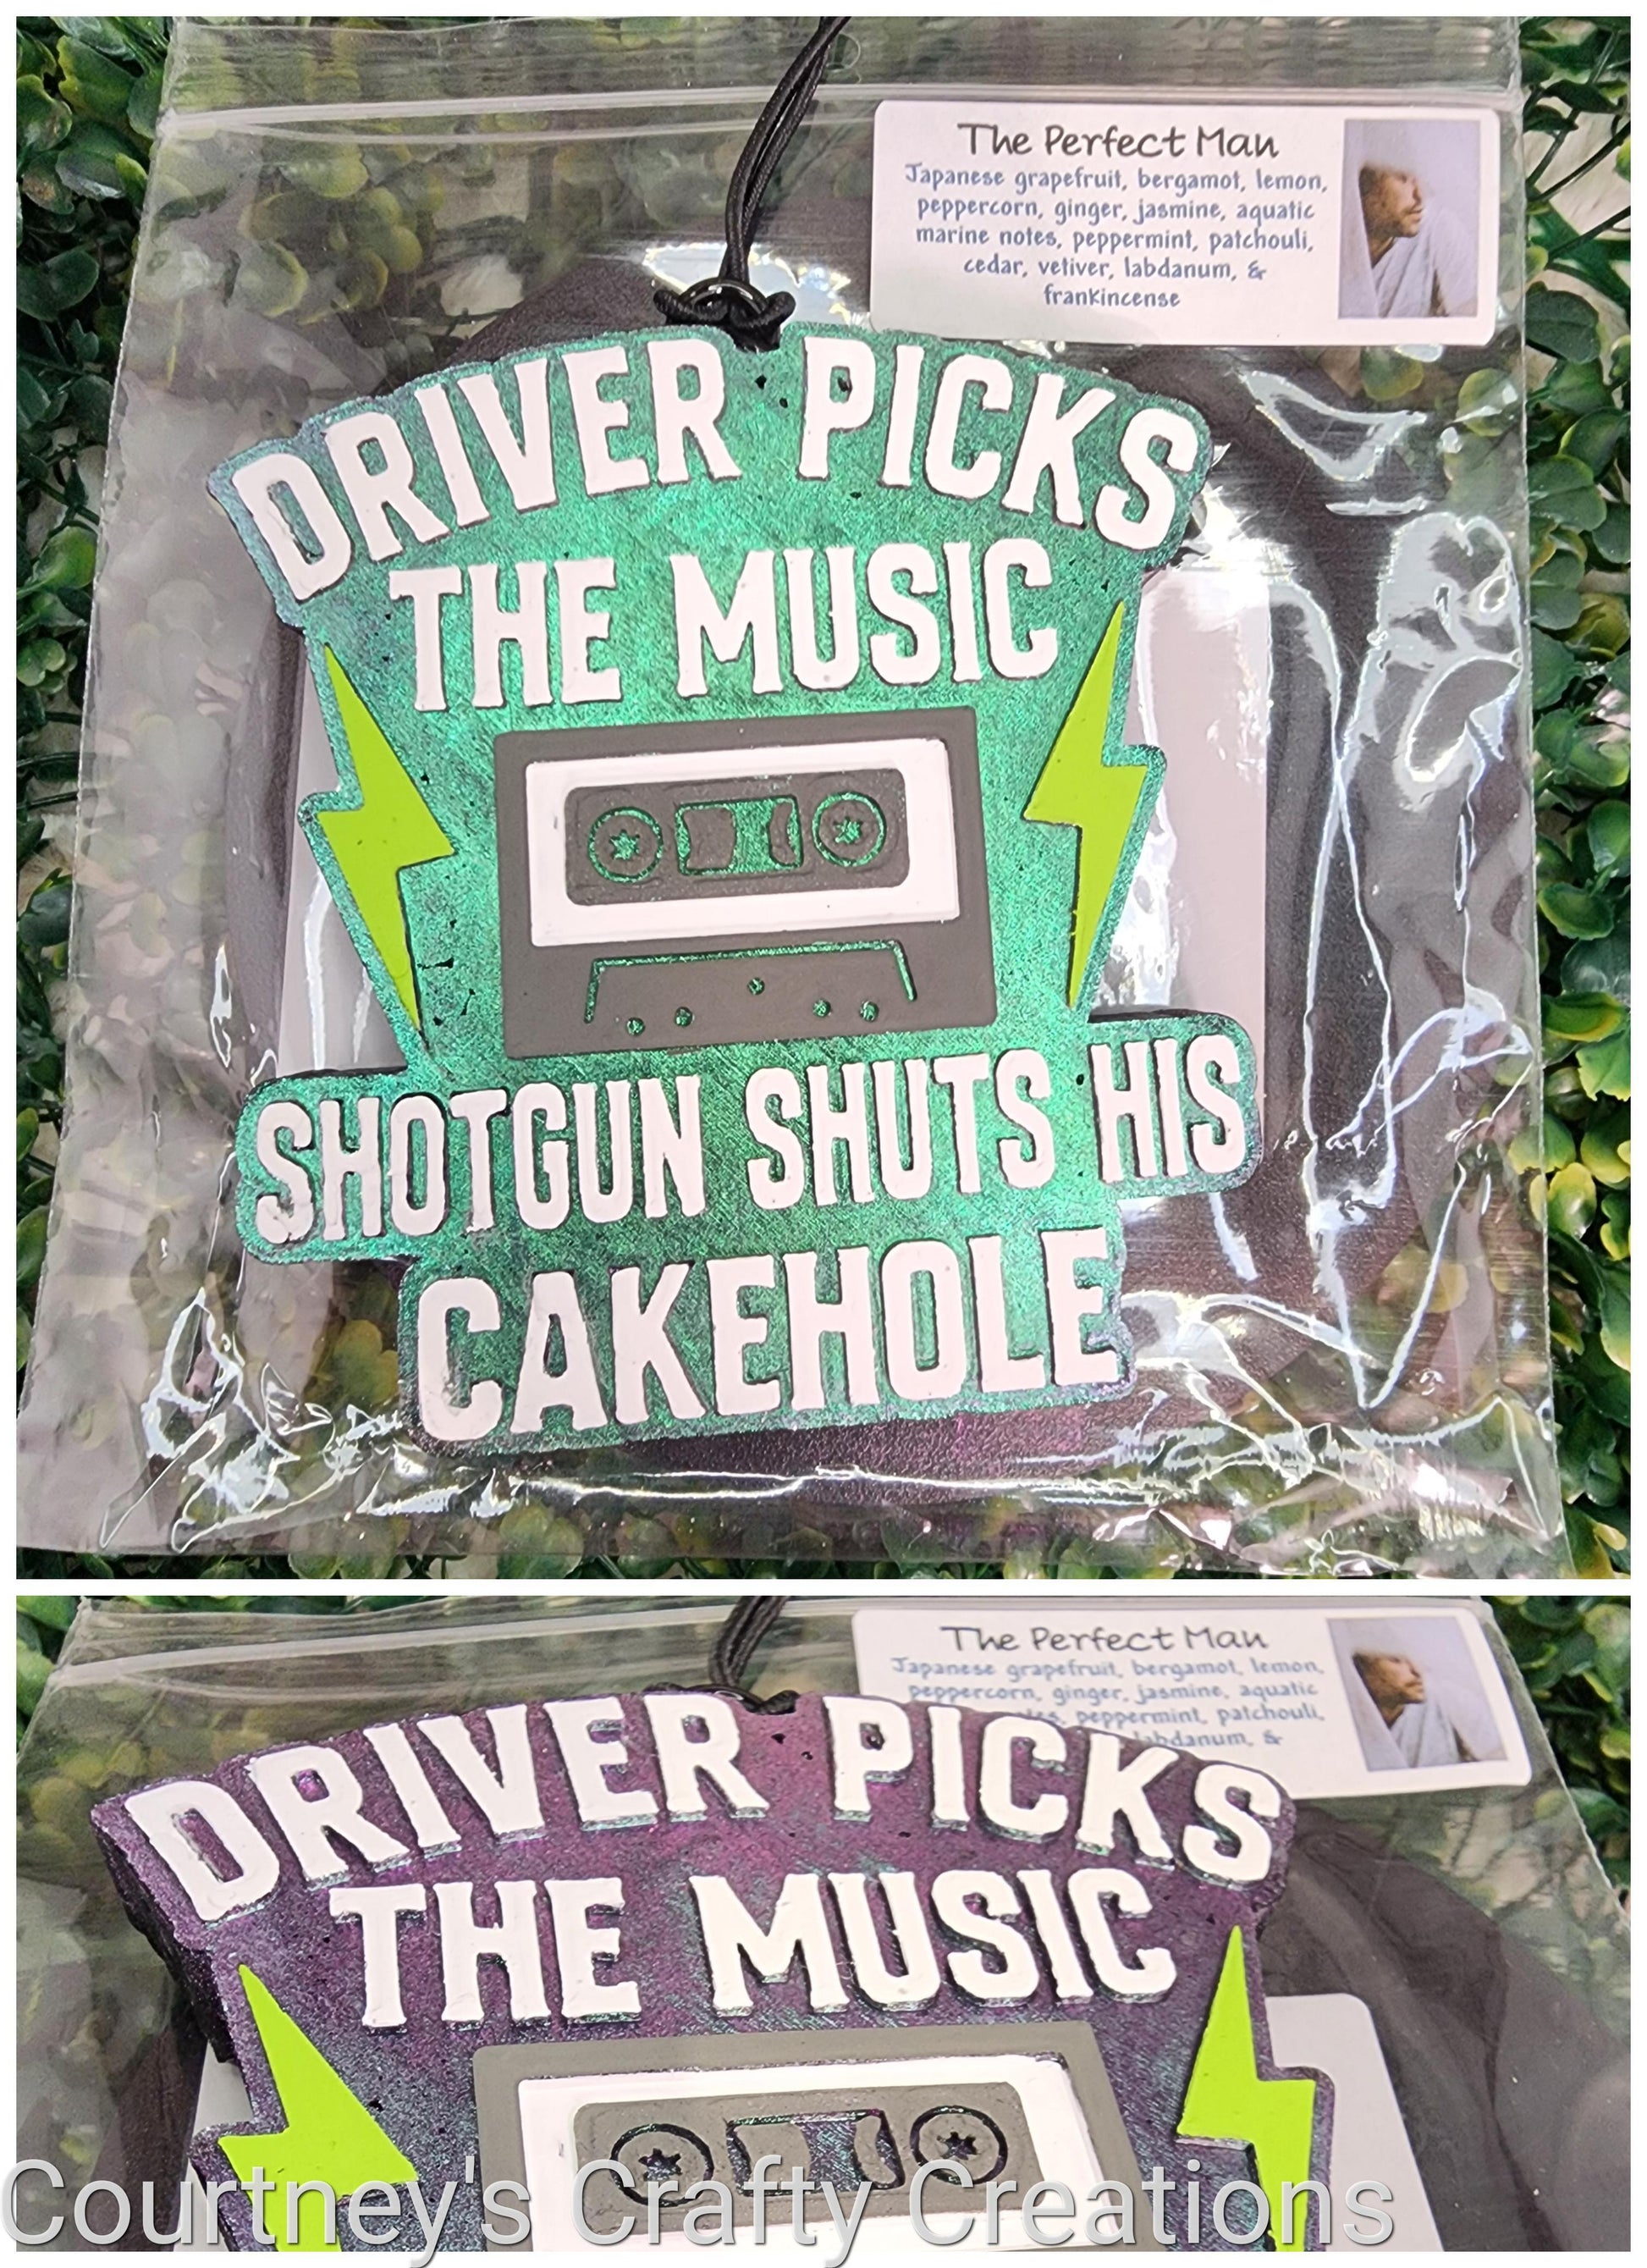 The Perfect Man
Japanese grapefruit, bergamot, lemon,
peppercorn, ginger, jasmine, aquatic
marine notes, peppermint, patchouli,
cedar, vetiver, labdanum, &
frankincense
DRIVER PICKS
THE MUSIC
SHOTGUN SHUTS HIS
CAKEHOLE
The Perfect Man
Japanese grapefruit, bergamot, lemon,
peppercorn, ginger, jasmine, aquatic
peppermint, patchouli,
labdanum, &
DRIVER PICKS
THE MUSIC
Courtney's Crafty Creations